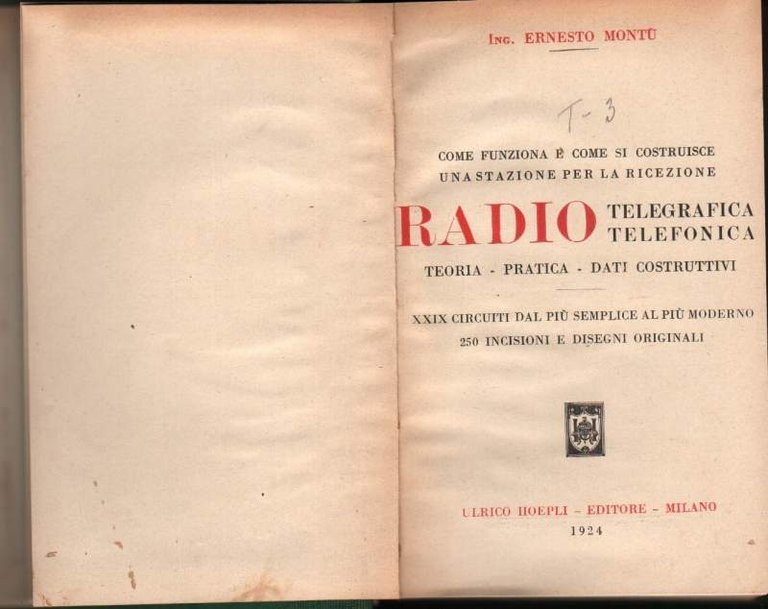 Ing. ERNESTO MONTÙ
T-3
COME FUNZIONA E COME SI COSTRUISCE
UNA STAZIONE PER LA RICEZIONE
RADIO TELEGRAFICA
TELEFONICA
TEORIA - PRATICA - DATI COSTRUTTIVI
XXIX CIRCUITI DAL PIÙ SEMPLICE AL PIÙ MODERNO
250 INCISIONI E DISEGNI ORIGINALI
ULRICO HOEPLI - EDITORE - MILANO
1924